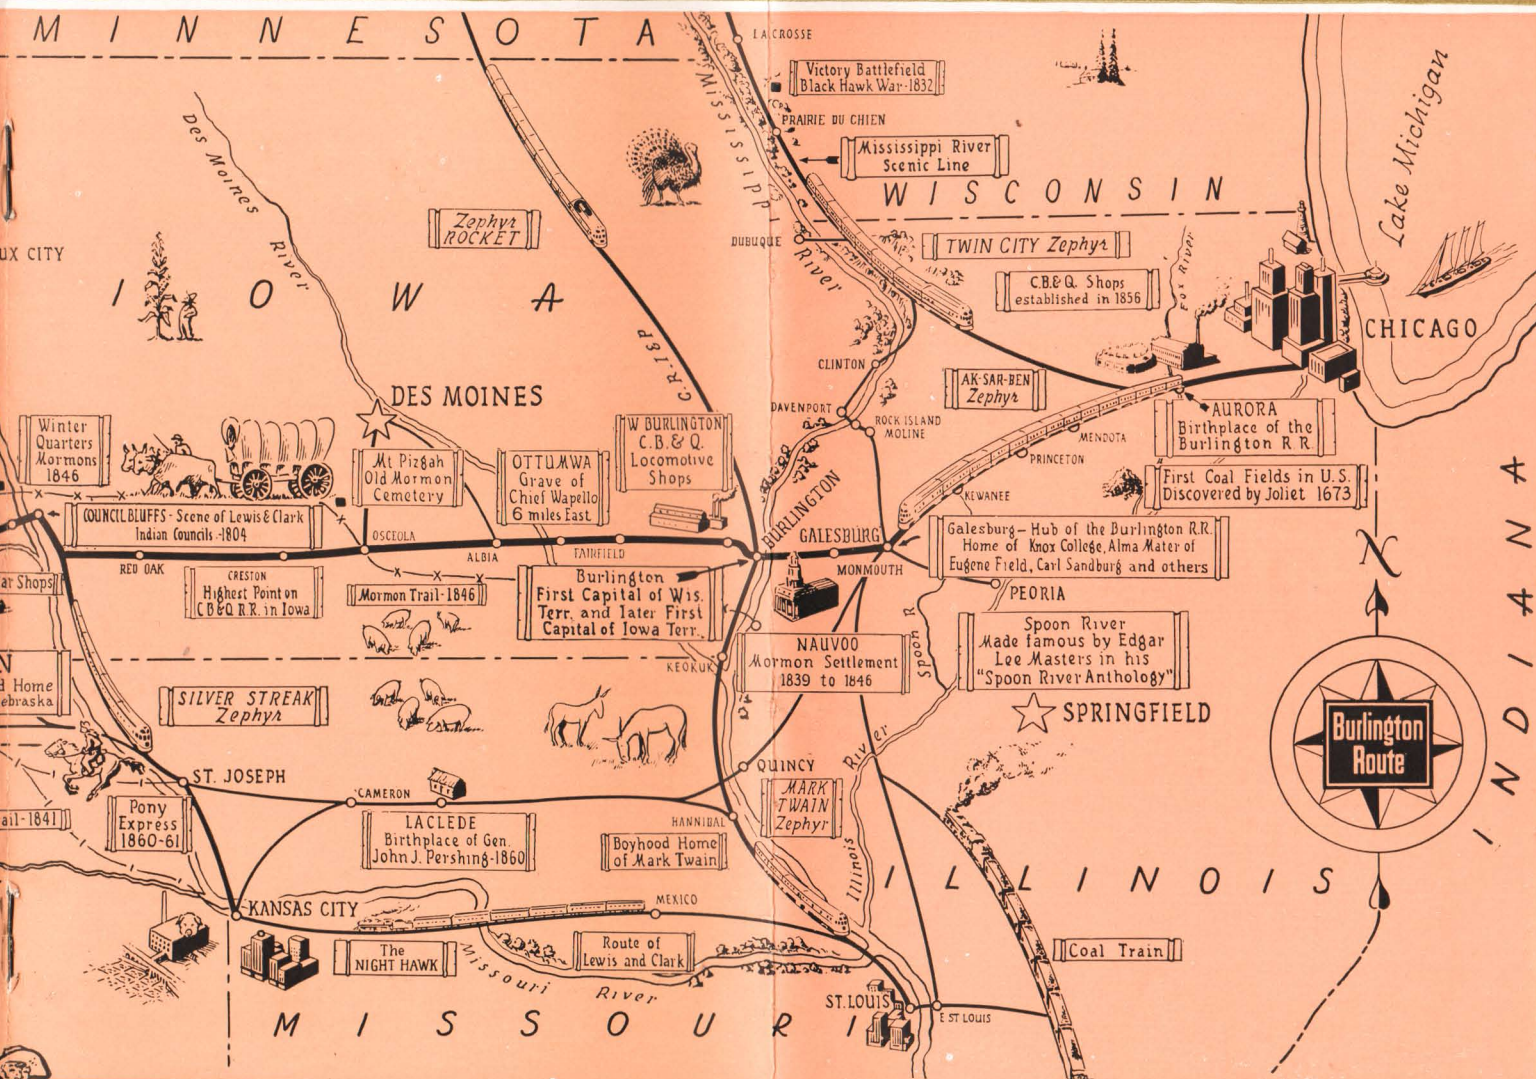 MINNESOTA
LA CROSSE
Victory Battlefield
Black Hawk War-1832
Mississippi
PRAIRIE DU CHIEN
Mississippi River
Scenic Line
WISCONSIN
Lake Michigan
Des Moines
River
Zephyr
ROCKET
DUBUQUE
River
TWIN CITY Zephyr
C.B.&Q. Shops
established in 1856
FOX RIVER
UX CITY
IOWA
C.R.I&P
CHICAGO
CLINTON
AK-SAR-BEN
Zephyr
DES MOINES
DAVENPORT
ROCK ISLAND
MOLINE
AURORA
Birthplace of the
Burlington R.R.
MENDOTA
PRINCETON
KEWANEE
First Coal Fields in U.S.
Discovered by Joliet 1673
Winter
Quarters
Mormons
1846
Mt Pizgah
Old Mormon
Cemetery
OTTUMWA
Grave of
Chief Wapello
6 miles East
W BURLINGTON
C.B.&Q.
Locomotive
Shops
BURLINGTON
COUNCIL BLUFFS - Scene of Lewis & Clark
Indian Councils -1804
OSCEOLA
ALBIA
FAIRFIELD
GALESBURG
MONMOUTH
Galesburg - Hub of the Burlington R.R.
Home of Knox College, Alma Mater of
Eugene Field, Carl Sandburg and others
N
RED OAK
ar Shops
CRESTON
Highest Point on
C B & Q R.R. in Iowa
Mormon Trail-1846
Burlington
First Capital of Wis.
Terr. and later First
Capital of Iowa Terr.
PEORIA
Spoon R
Spoon River
Made famous by Edgar
Lee Masters in his
"Spoon River Anthology"
NAUVOO
Mormon Settlement
1839 to 1846
KEOKUK
N
d Home
ebraska
SILVER STREAK
Zephyr
SPRINGFIELD
Burlington
Route
INDIANA
ST. JOSEPH
Pony
Express
1860-61
ail-1841
CAMERON
LACLEDE
Birthplace of Gen.
John J. Pershing-1860
QUINCY
HANNIBAL
Boyhood Home
of Mark Twain
MARK
TWAIN
Zephyr
Illinois
River
ILLINOIS
KANSAS CITY
MEXICO
The
NIGHT HAWK
Missouri
River
Route of
Lewis and Clark
Coal Train
ST. LOUIS
E ST LOUIS
MISSOURI